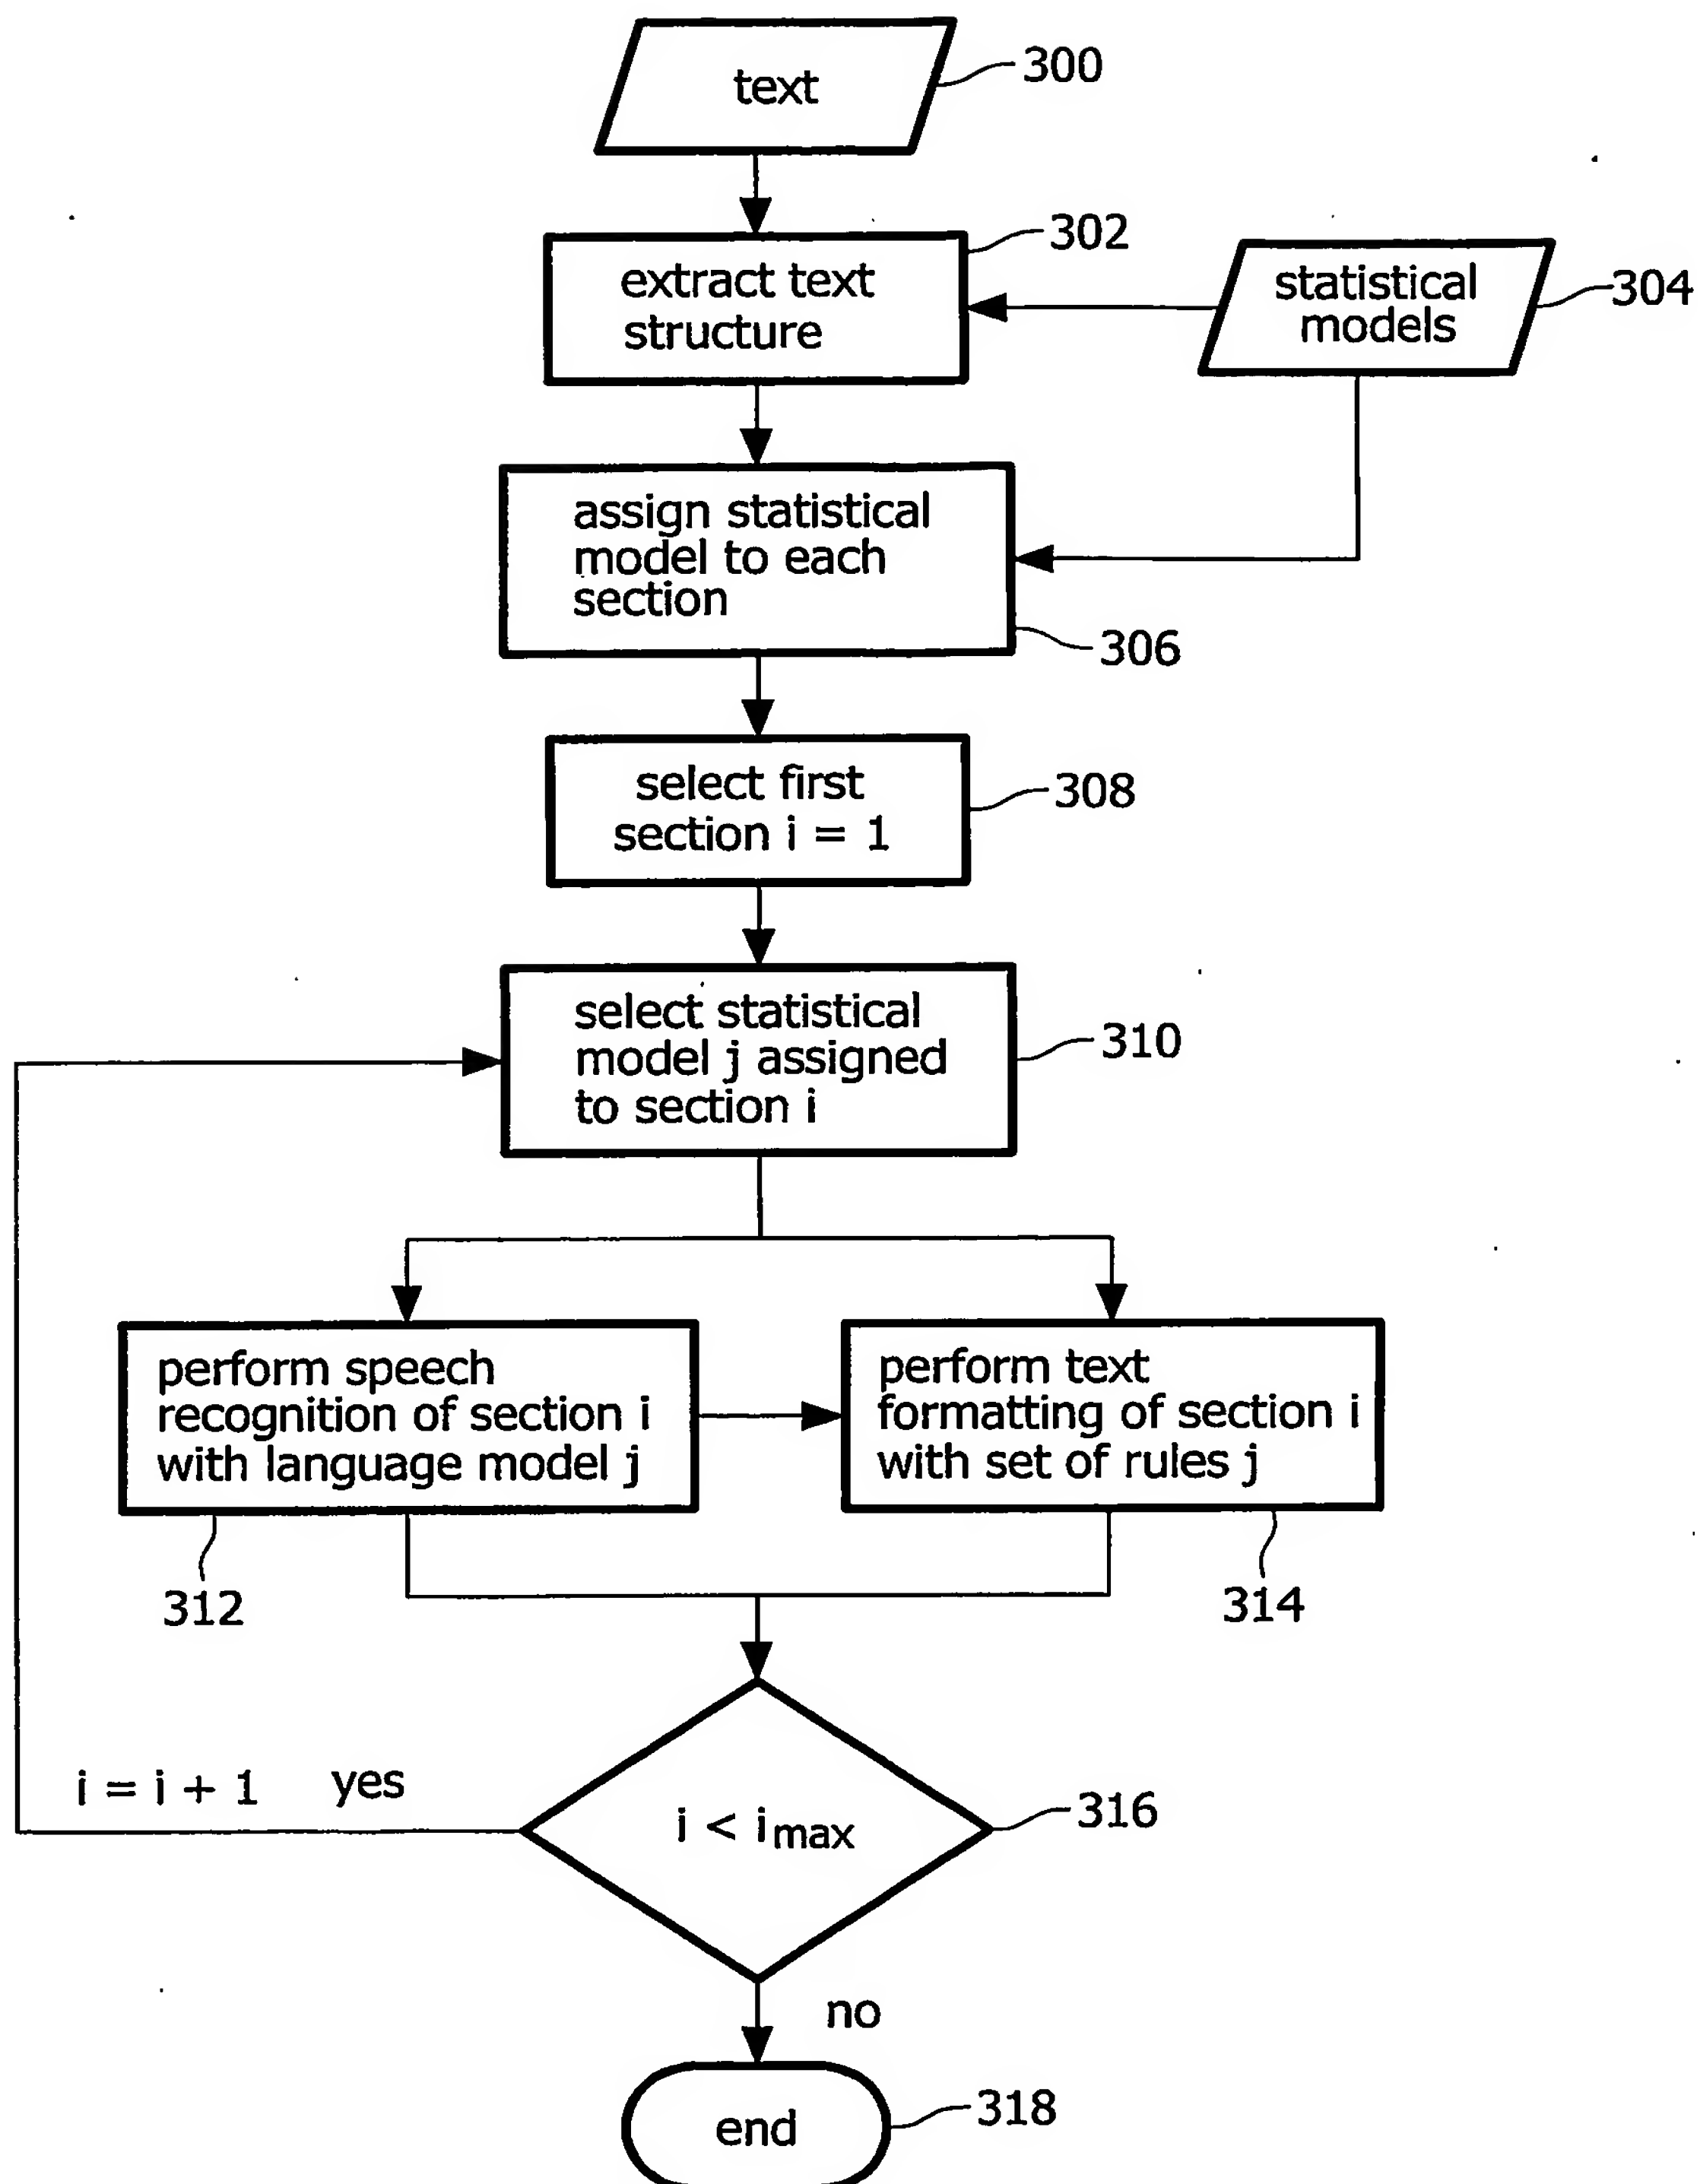 text
300
302
extract text
structure
statistical
models
304
assign statistical
model to each
section
306
select first
section i = 1
308
select statistical
model j assigned
to section i
310
perform speech
recognition of section i
with language model j
perform text
formatting of section i
with set of rules j
312
314
i = i + 1 yes
i < imax
316
no
end
318